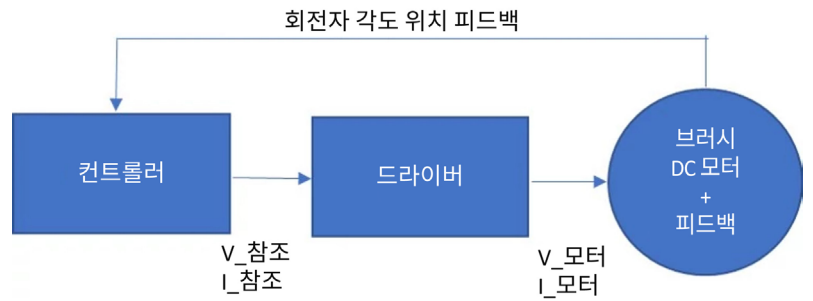 회전자 각도 위치 피드백
컨트롤러
드라이버
브러시
DC 모터
+
피드백
V_참조
I_참조
V_모터
I_모터